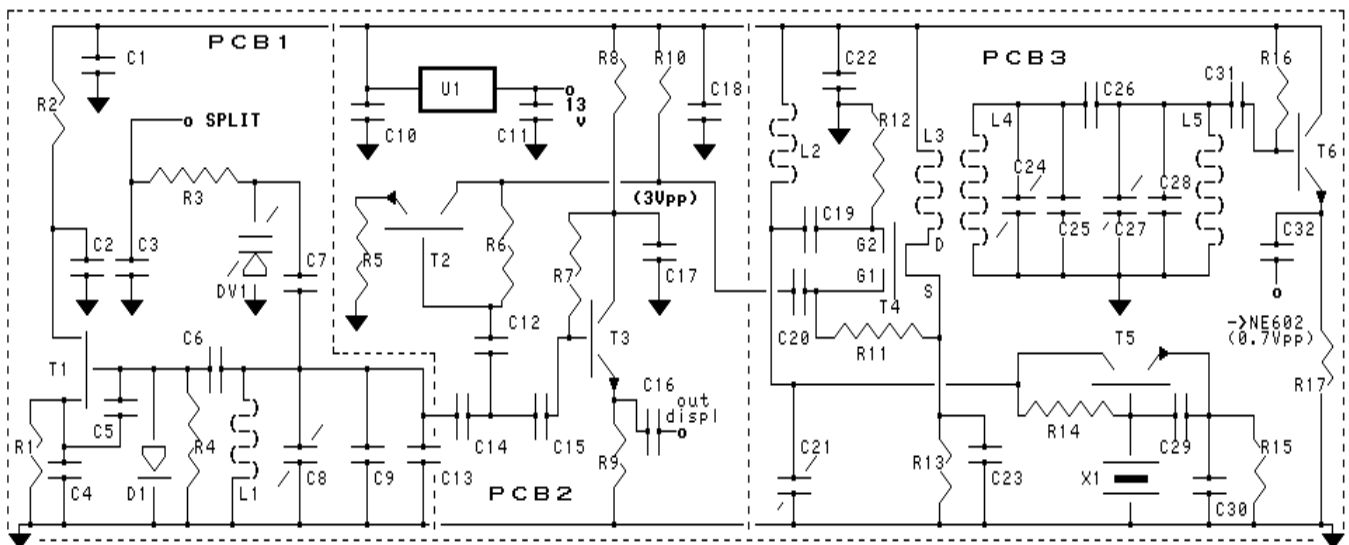 PCB1
C1
R2
SPLIT
R3
C2
C3
DV1
C7
C6
T1
C5
R1
C4
D1
R4
L1
C8
C9
C13
PCB2
C10
U1
C11
13
v
R8
R10
C18
(3Vpp)
R5
T2
R6
R7
C17
C12
T3
C14
C15
C16
out
displ
R9
PCB3
C22
L2
R12
L3
L4
C26
L5
C31
R16
T6
C24
C25
C27
C28
C19
G2
D
G1
S
T4
C20
R11
C32
->NE602
(0.7Vpp)
R17
T5
C21
R13
C23
R14
C29
R15
X1
C30